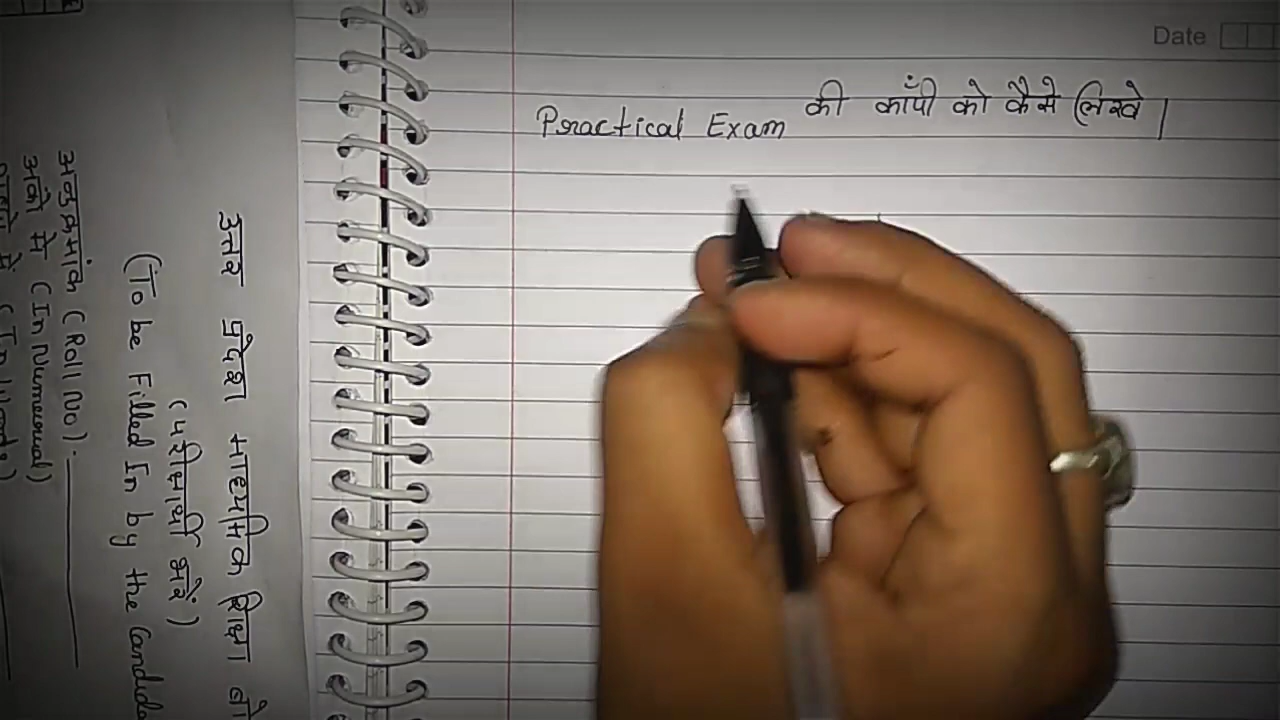 Date
Practical Exam की कॉपी को कैसे लिखे।
उत्तर प्रदेश माध्यमिक शिक्षा
(परीक्षार्थी भरें)
(To be Filled In by the
अनुक्रमांक (Roll No).
अंको में (In Numerual)